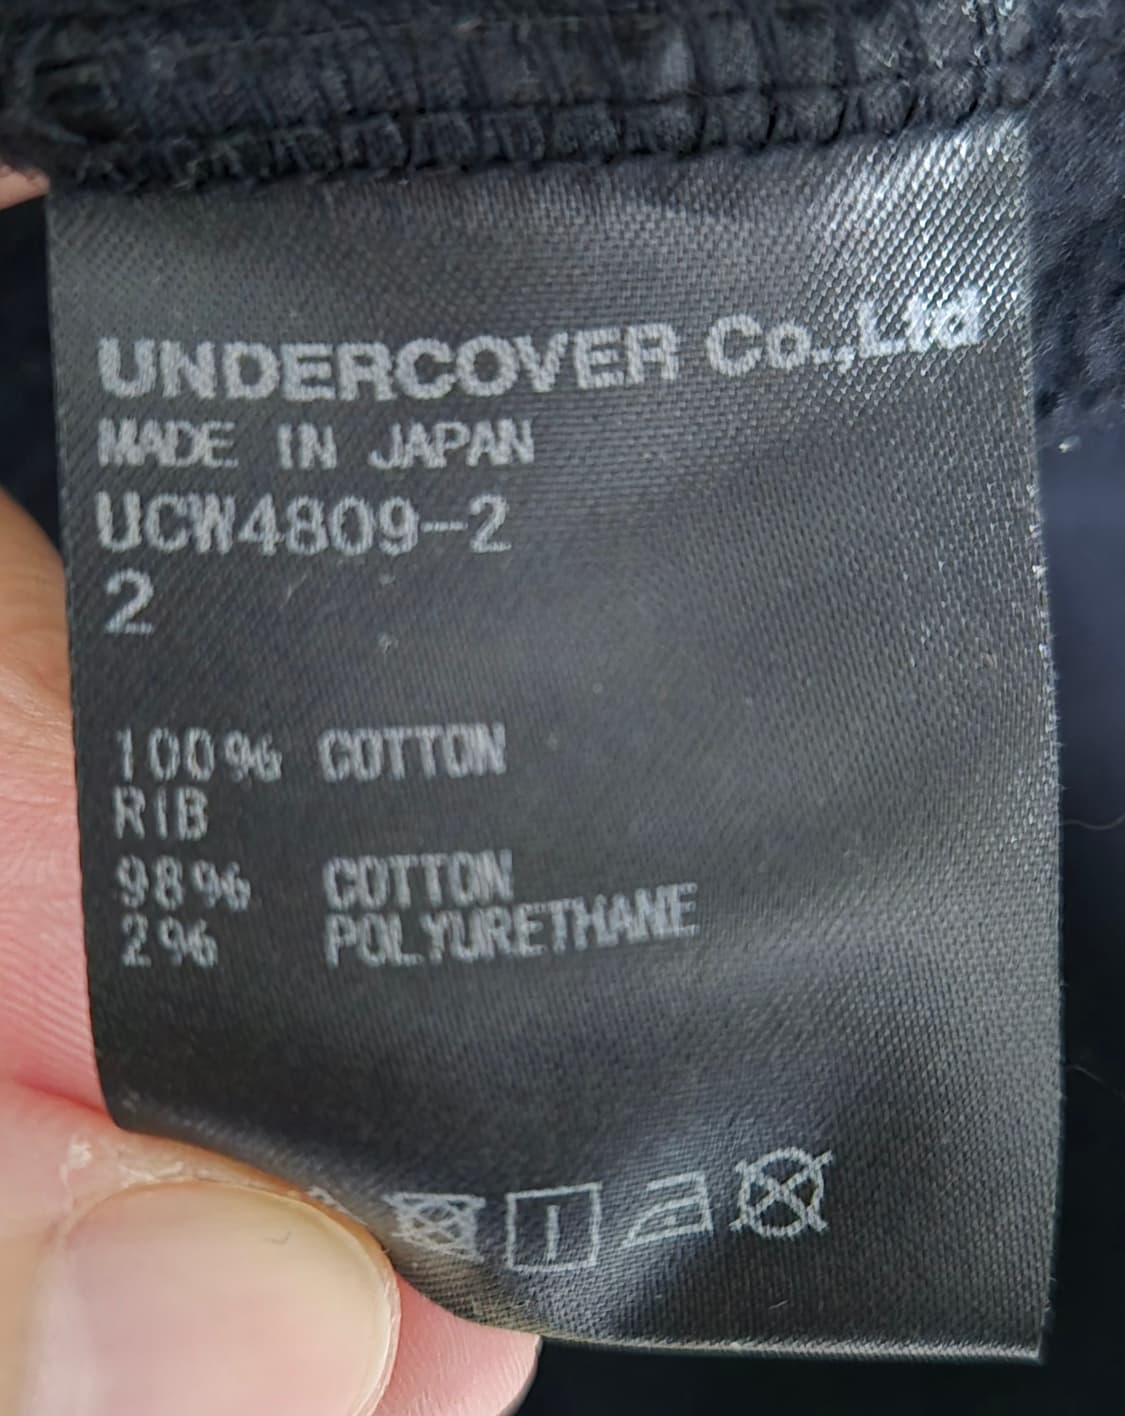 UNDERCOVER Co.,Ltd
MADE IN JAPAN
UCW4809-2
2
100% COTTON
RIB
98% COTTON
2% POLYURETHANE